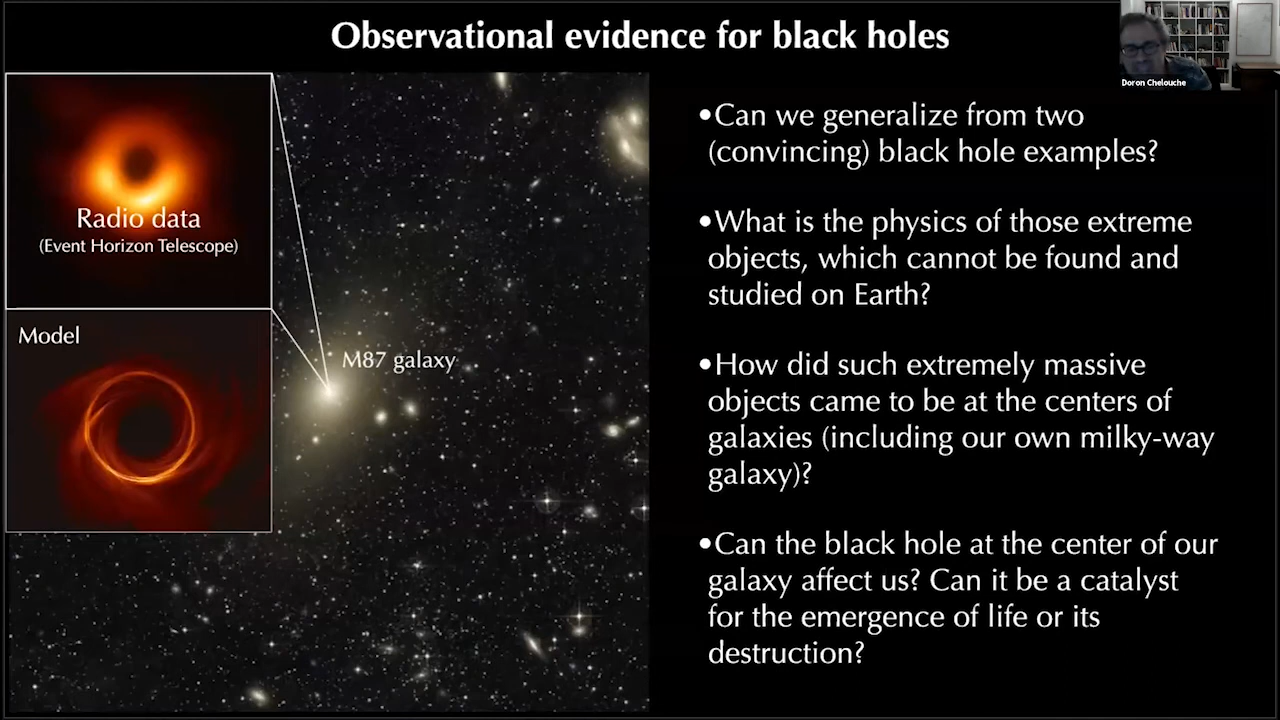 Observational evidence for black holes
Doron Chelouche
Radio data
(Event Horizon Telescope)
Model
M87 galaxy
•Can we generalize from two
(convincing) black hole examples?
•What is the physics of those extreme
objects, which cannot be found and
studied on Earth?
•How did such extremely massive
objects came to be at the centers of
galaxies (including our own milky-way
galaxy)?
•Can the black hole at the center of our
galaxy affect us? Can it be a catalyst
for the emergence of life or its
destruction?